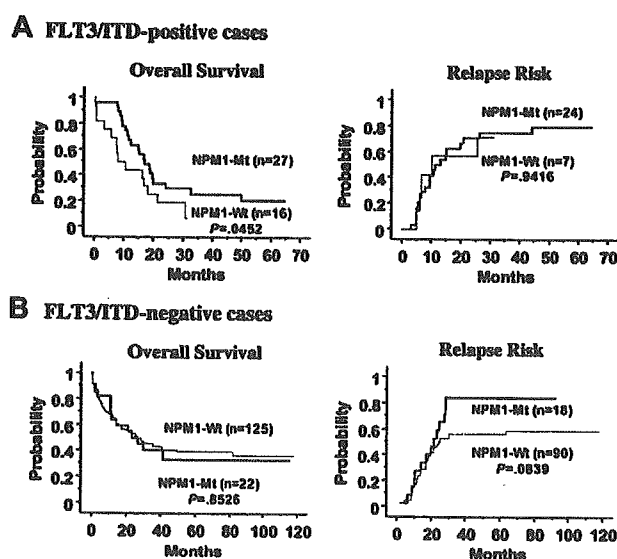 A FLT3/ITD-positive cases
Overall Survival
Probability
1
0.8
0.6
0.4
0.2
0
NPM1-Mt (n=27)
NPM1-Wt (n=16)
P=.0452
0 10 20 30 40 50 60 70
Months
Relapse Risk
Probability
1
0.8
0.6
0.4
0.2
0
NPM1-Mt (n=24)
NPM1-Wt (n=7)
P=.9416
0 10 20 30 40 50 60 70
Months
B FLT3/ITD-negative cases
Overall Survival
Probability
1
0.8
0.6
0.4
0.2
0
NPM1-Wt (n=125)
NPM1-Mt (n=22)
P=.8526
0 20 40 60 80 100 120
Months
Relapse Risk
Probability
1
0.8
0.6
0.4
0.2
0
NPM1-Mt (n=18)
NPM1-Wt (n=90)
P=.0839
0 20 40 60 80 100 120
Months